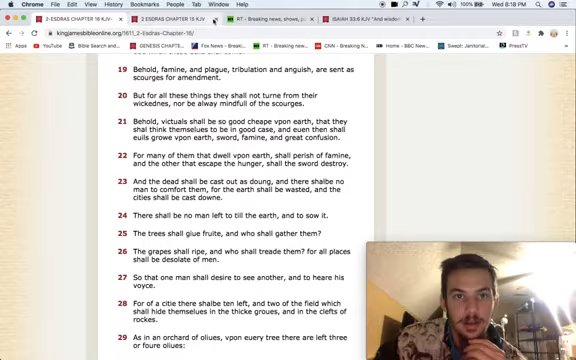 Chrome File Edit View History Bookmarks People Tab Window Help
100% Wed 8:18 PM
2-ESDRAS CHAPTER 16 KJV
2 ESDRAS CHAPTER 15 KJV
RT - Breaking news, shows, p
ISAIAH 33:6 KJV "And wisdom
kingjamesbibleonline.org/1611_2-Esdras-Chapter-16/
GENESIS CHAPTE
Fox News - Breaki
RT - Breaking news
Home
BBC - Homepage
Swept: Janitorial
PressTV
19 Behold, famine, and plague, tribulation and anguish, are sent as
scourges for amendment.
20 But for all these things they shall not turne from their
wickednes, nor be alway mindfull of the scourges.
21 Behold, victuals shall be so good cheape vpon earth, that they
shal think themselues to be in good case, and euen then shall
euils growe vpon earth, sword, famine, and great confusion.
22 For many of them that dwell vpon earth, shall perish of famine,
and the other that escape the hunger, shall the sword destroy.
23 And the dead shall be cast out as doung, and there shalbe no
man to comfort them, for the earth shall be wasted, and the
cities shall be cast downe.
24 There shall be no man left to till the earth, and to sow it.
25 The trees shall giue fruite, and who shall gather them?
26 The grapes shall ripe, and who shall treade them? for all places
shall be desolate of men.
27 So that one man shall desire to see another, and to heare his
voyce.
28 For of a citie there shalbe ten left, and two of the field which
shall hide themselues in the thicke groues, and in the clefts of
rockes.
29 As in an orchard of oliues, vpon euery tree there are left three
or foure oliues: